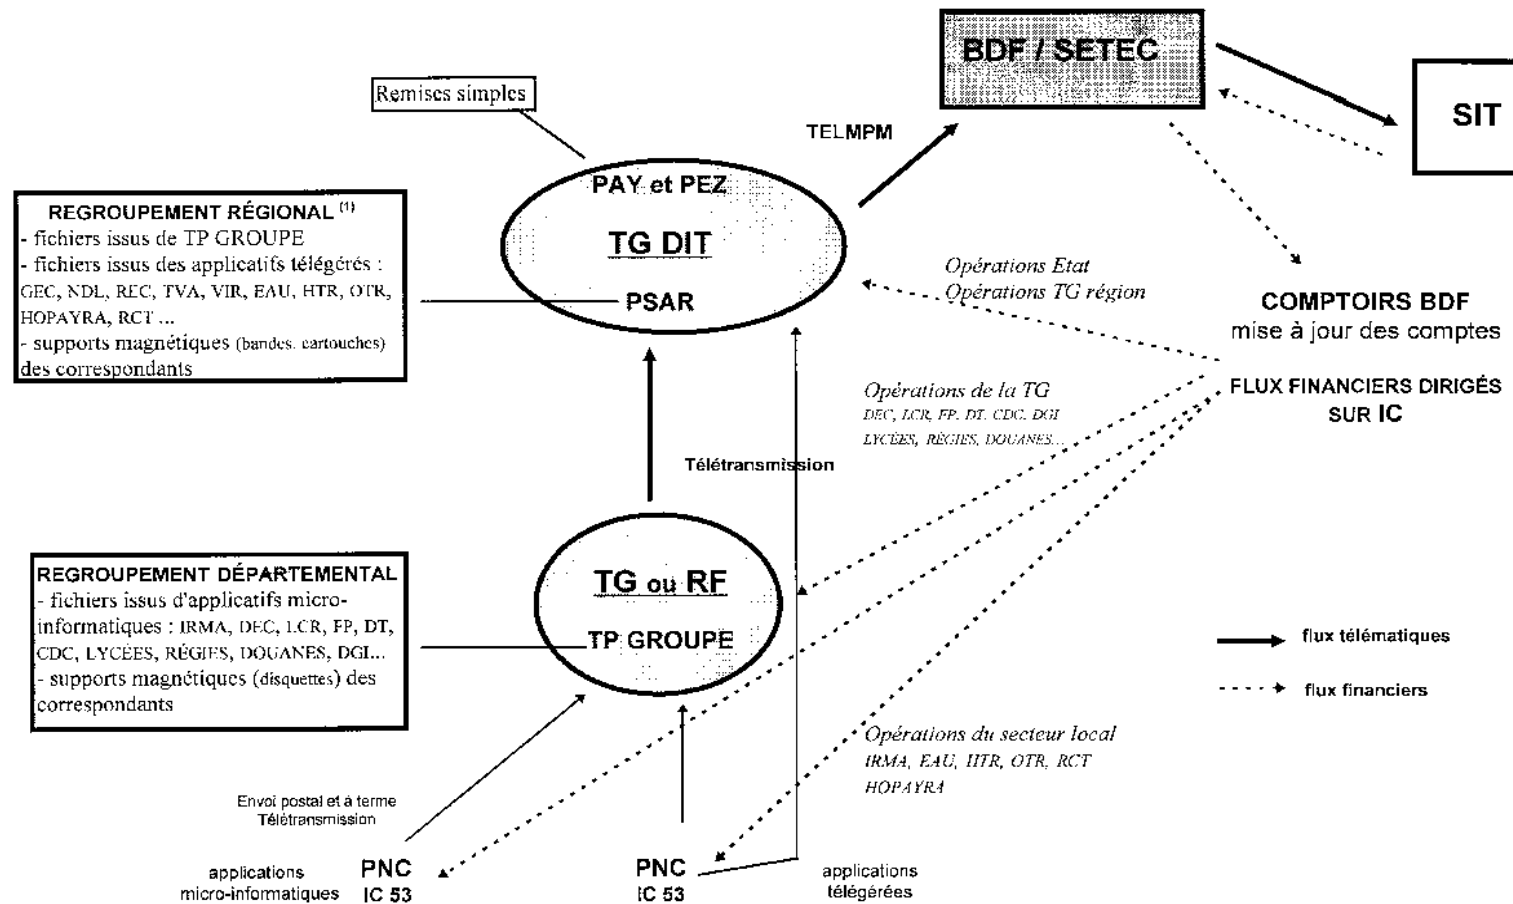 BDF / SETEC
SIT
Remises simples
TELMPM
PAY et PEZ
TG DIT
PSAR
REGROUPEMENT RÉGIONAL (1)
- fichiers issus de TP GROUPE
- fichiers issus des applicatifs télégérés :
GEC, NDL, REC, TVA, VIR, EAU, HTR, OTR,
HOPAYRA, RCT ...
- supports magnétiques (bandes, cartouches)
des correspondants
Opérations Etat
Opérations TG région
COMPTOIRS BDF
mise à jour des comptes
FLUX FINANCIERS DIRIGÉS
SUR IC
Opérations de la TG
DEC, LCR, FP, DT, CDC, DGI
LYCÉES, RÉGIES, DOUANES...
Télétransmission
REGROUPEMENT DÉPARTEMENTAL
- fichiers issus d'applicatifs micro-
informatiques : IRMA, DEC, LCR, FP, DT,
CDC, LYCÉES, RÉGIES, DOUANES, DGI...
- supports magnétiques (disquettes) des
correspondants
TG ou RF
TP GROUPE
flux télématiques
flux financiers
Opérations du secteur local
IRMA, EAU, HTR, OTR, RCT
HOPAYRA
Envoi postal et à terme
Télétransmission
applications
micro-informatiques
PNC
IC 53
PNC
IC 53
applications
télégérées